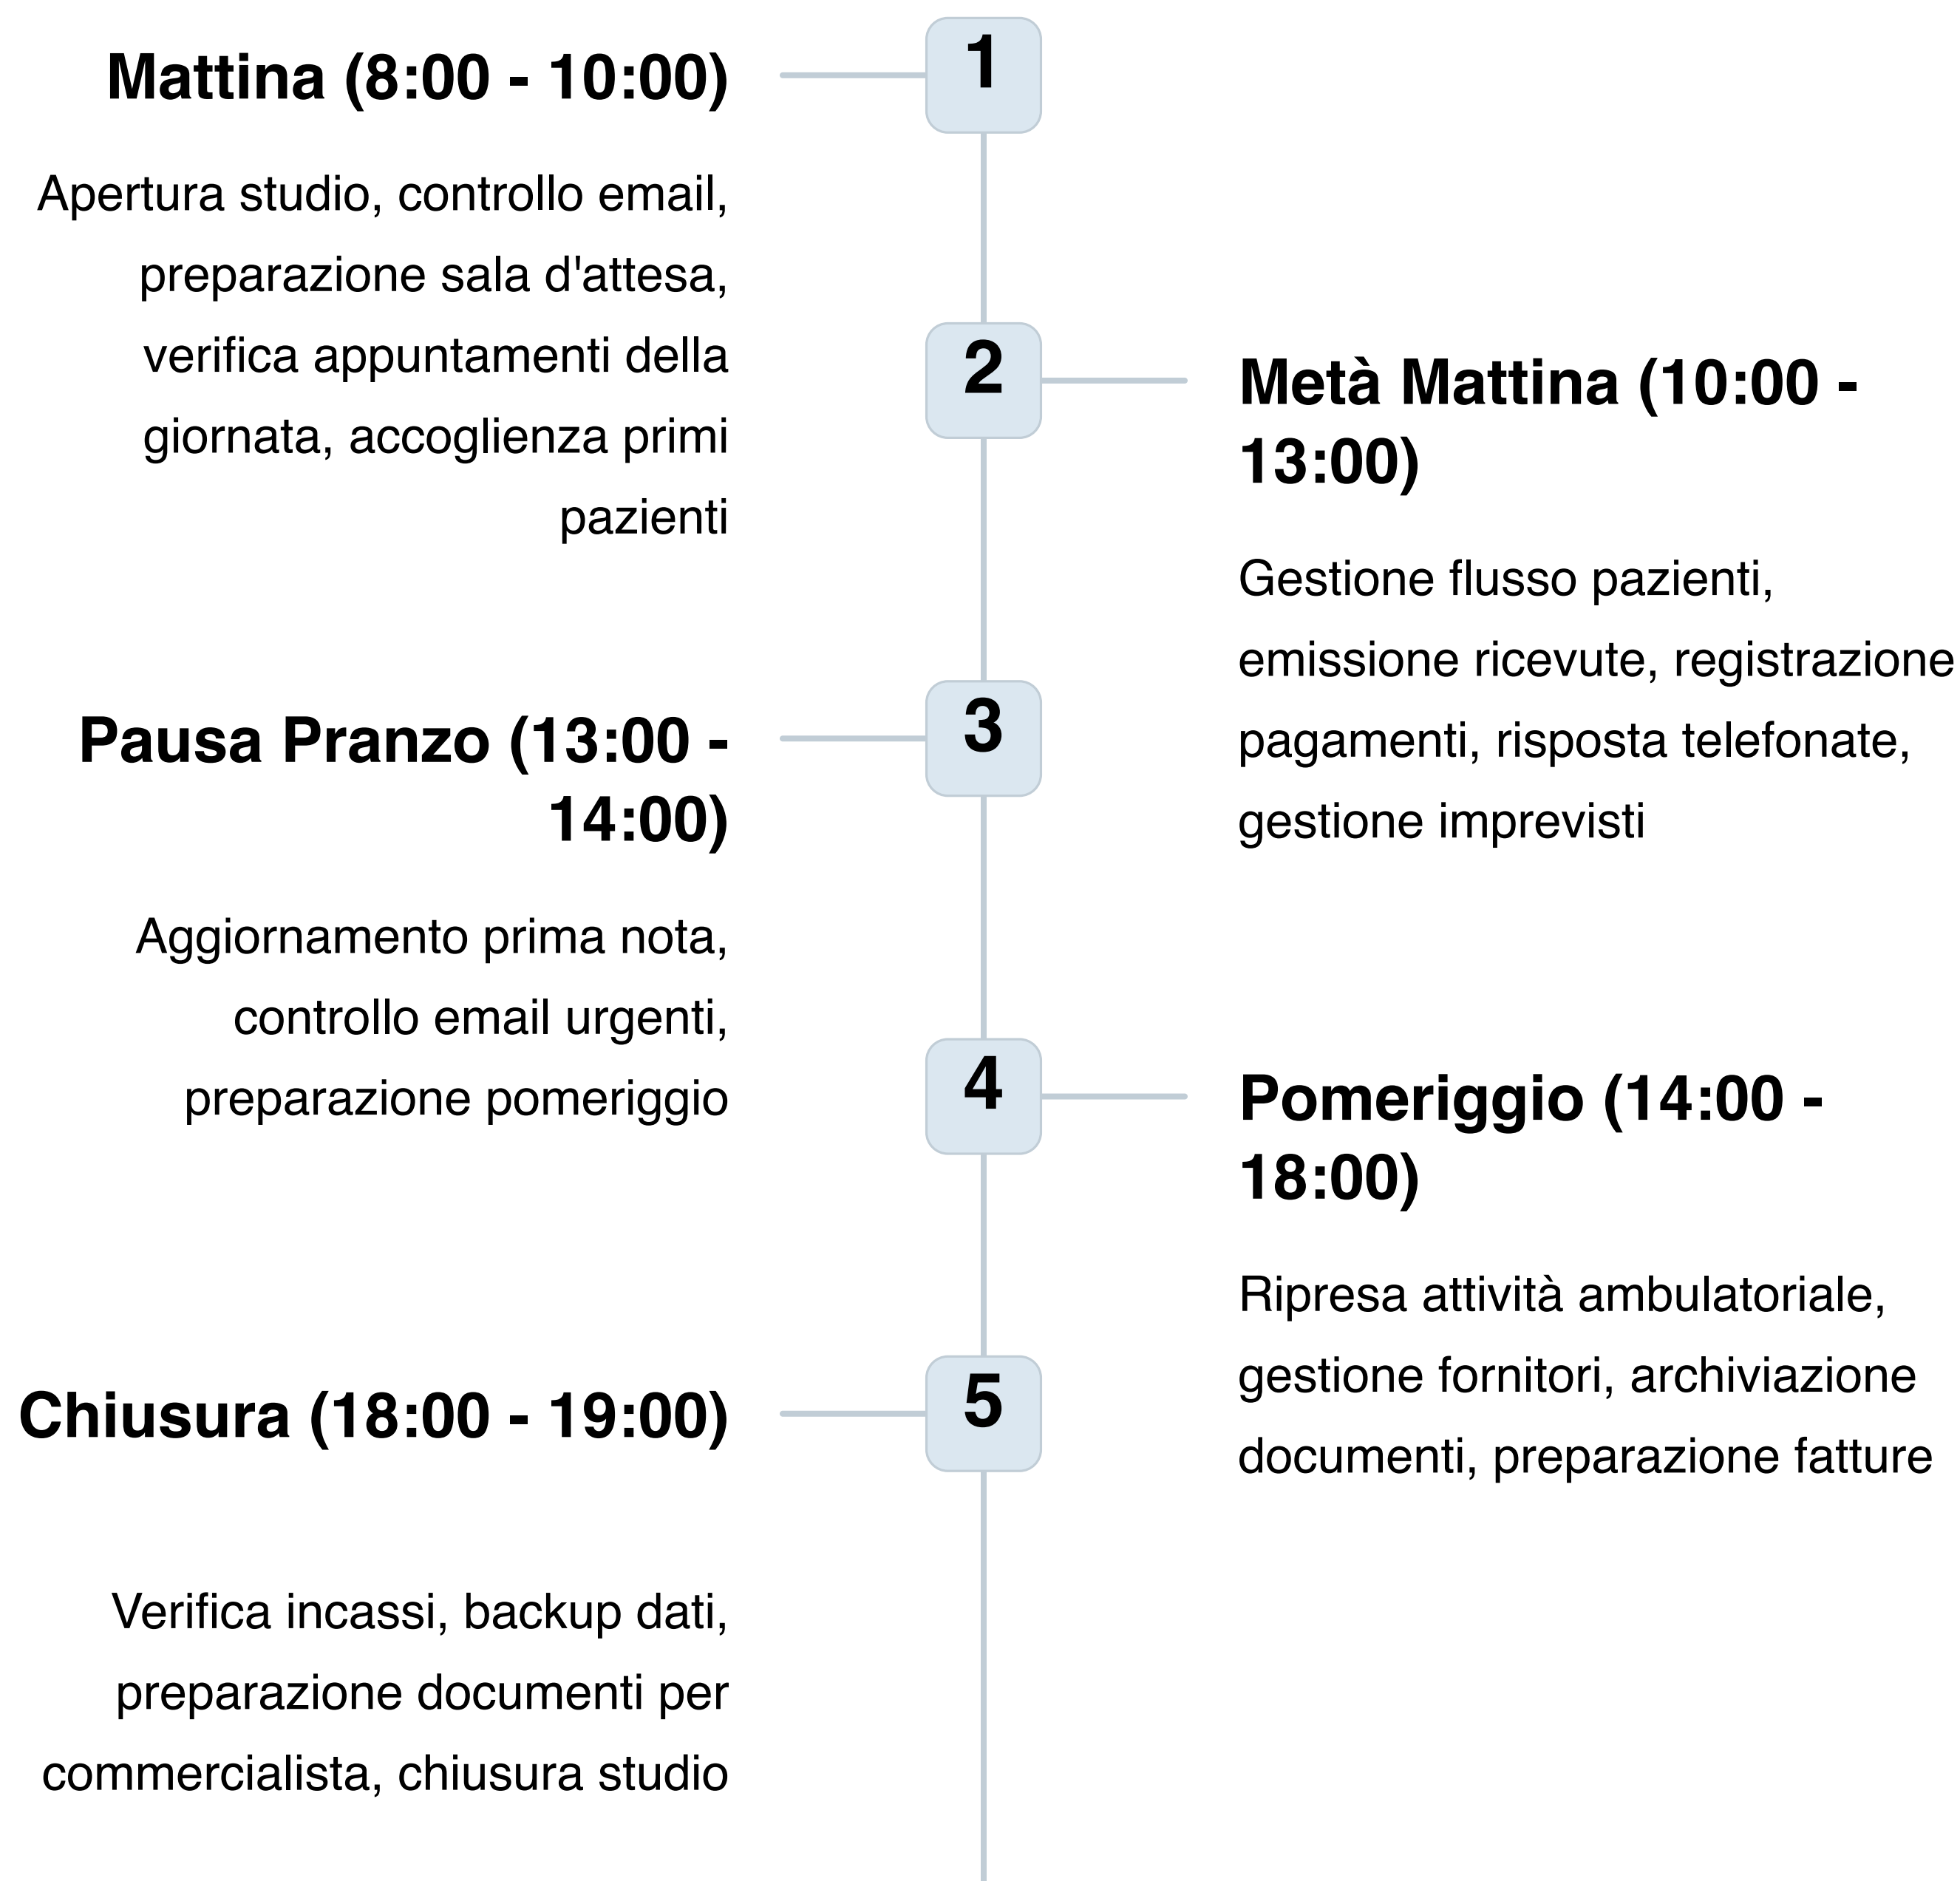 1
Mattina (8:00 - 10:00)
Apertura studio, controllo email,
preparazione sala d'attesa,
verifica appuntamenti della
giornata, accoglienza primi
pazienti
2
Metà Mattina (10:00 -
13:00)
Gestione flusso pazienti,
emissione ricevute, registrazione
pagamenti, risposta telefonate,
gestione imprevisti
3
Pausa Pranzo (13:00 -
14:00)
Aggiornamento prima nota,
controllo email urgenti,
preparazione pomeriggio
4
Pomeriggio (14:00 -
18:00)
Ripresa attività ambulatoriale,
gestione fornitori, archiviazione
documenti, preparazione fatture
5
Chiusura (18:00 - 19:00)
Verifica incassi, backup dati,
preparazione documenti per
commercialista, chiusura studio